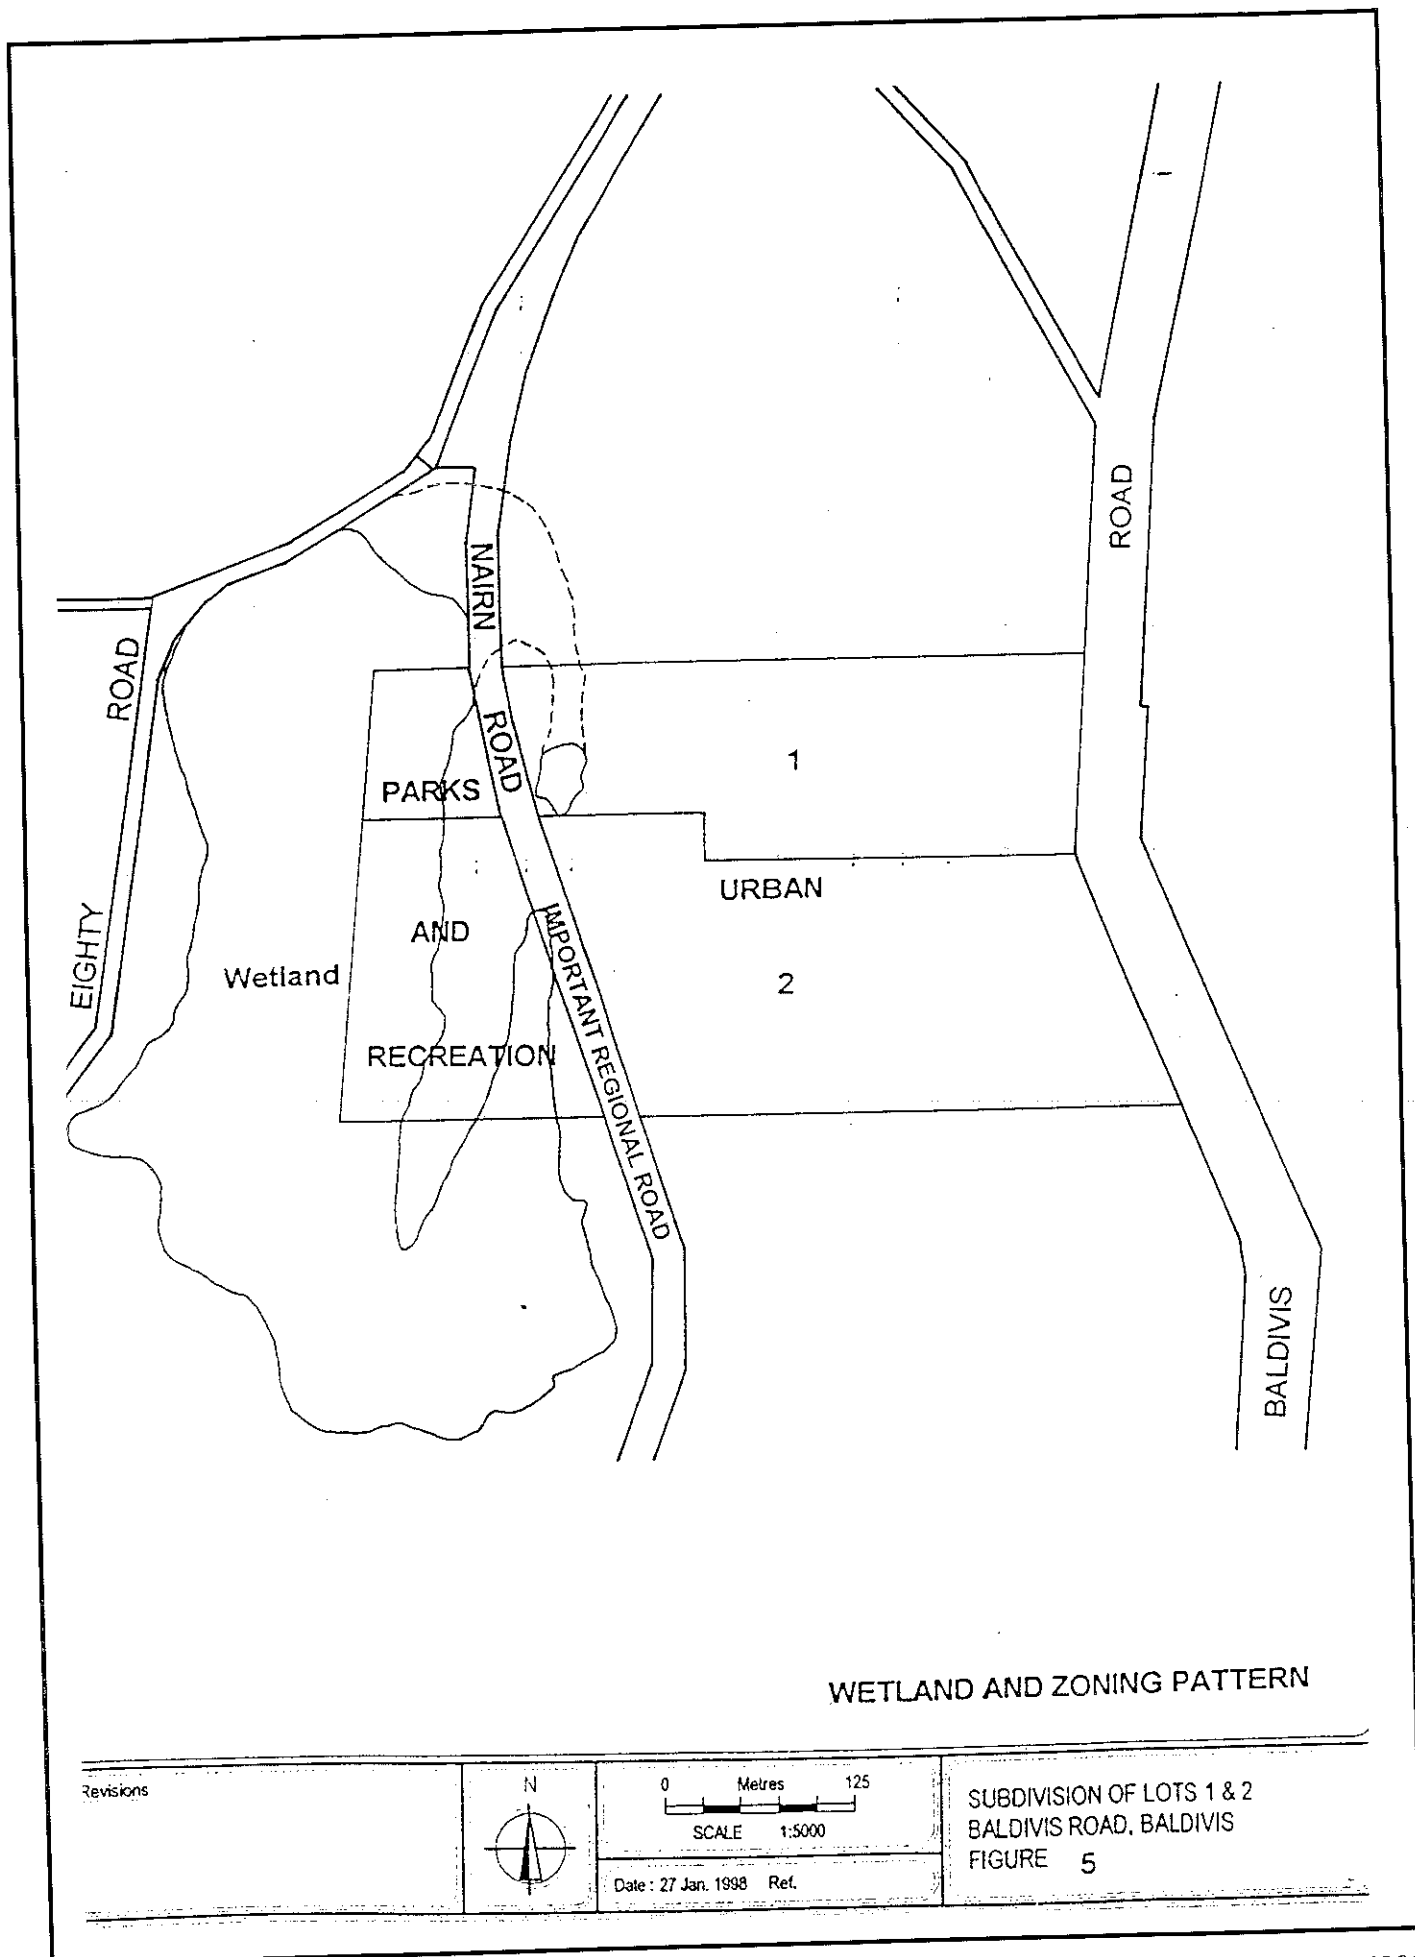 ROAD
NAIRN
ROAD
ROAD
1
PARKS
URBAN
AND
EIGHTY
Wetland
2
RECREATION
IMPORTANT REGIONAL ROAD
BALDIVIS
WETLAND AND ZONING PATTERN
Revisions
N
0 Metres 125
SCALE 1:5000
Date : 27 Jan. 1998 Ref.
SUBDIVISION OF LOTS 1 & 2
BALDIVIS ROAD, BALDIVIS
FIGURE 5